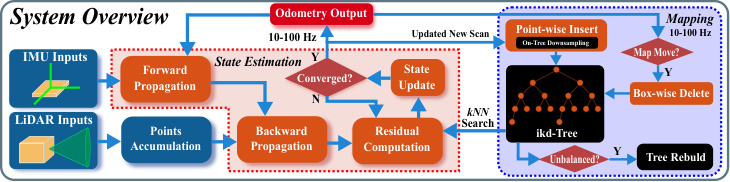 System Overview
Odometry Output
10-100 Hz
Updated New Scan
Point-wise Insert
On-Tree Downsampling
Mapping
10-100 Hz
Map Move?
Y
Box-wise Delete
IMU Inputs
Forward
Propagation
State Estimation
Y
Converged?
N
State
Update
LiDAR Inputs
Points
Accumulation
Backward
Propagation
Residual
Computation
kNN
Search
ikd-Tree
Unbalanced?
Y
Tree Rebuld